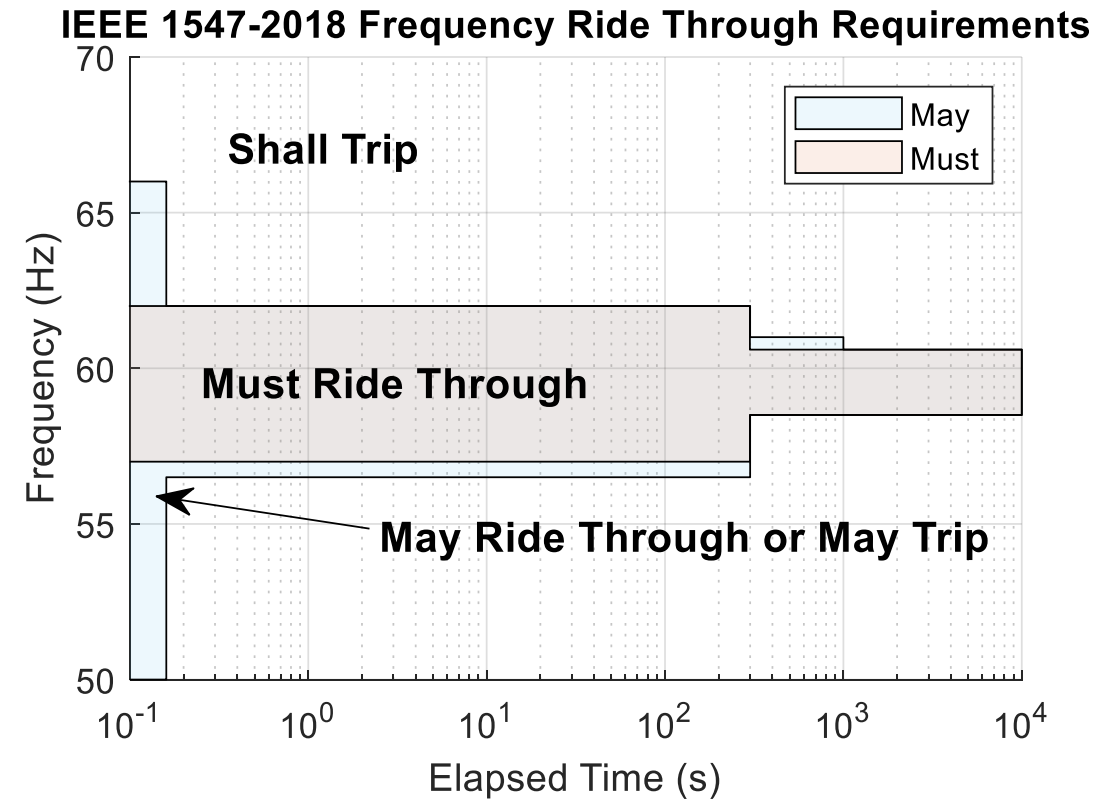 IEEE 1547-2018 Frequency Ride Through Requirements
70
65
60
55
50
Frequency (Hz)
Shall Trip
May
Must
Must Ride Through
May Ride Through or May Trip
10^-1 10^0 10^1 10^2 10^3 10^4
Elapsed Time (s)